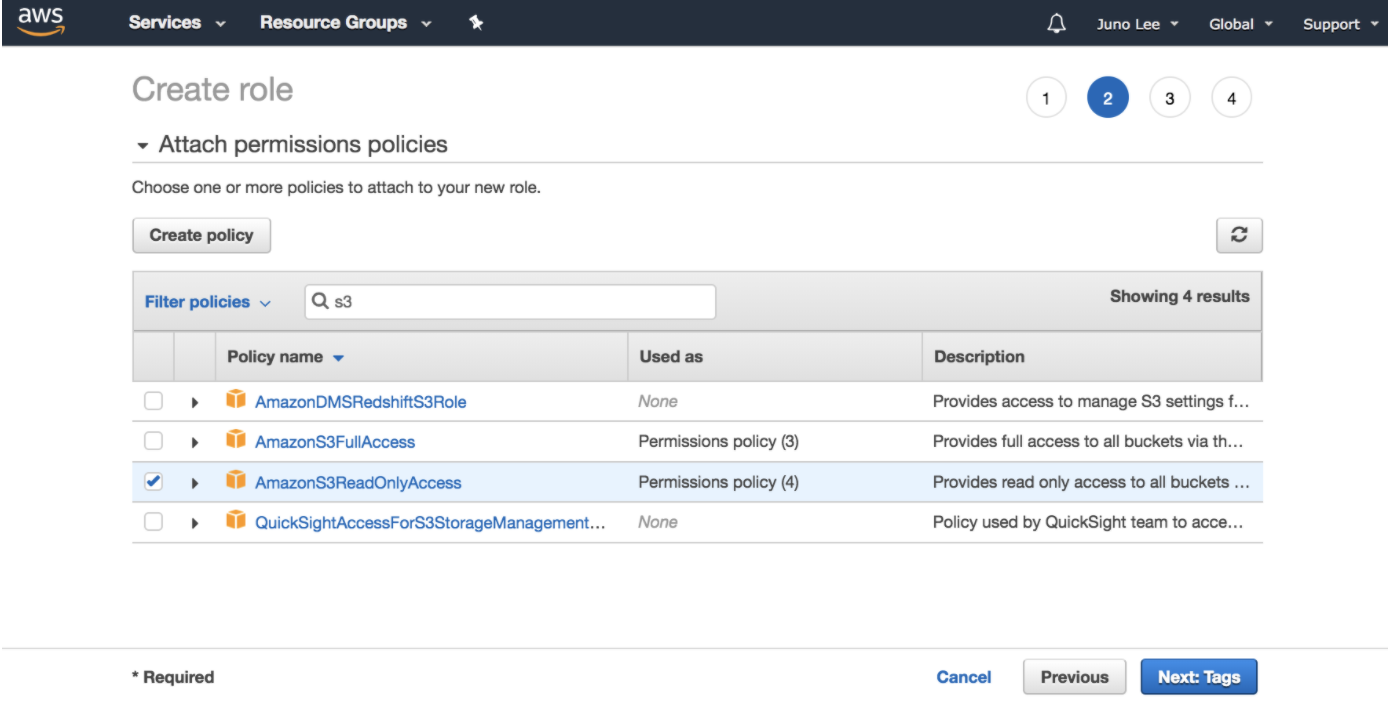 aws Services Resource Groups Juno Lee Global Support
Create role 1 2 3 4
Attach permissions policies
Choose one or more policies to attach to your new role.
Create policy
Filter policies s3 Showing 4 results
Policy name Used as Description
AmazonDMSRedshiftS3Role None Provides access to manage S3 settings f...
AmazonS3FullAccess Permissions policy (3) Provides full access to all buckets via th...
AmazonS3ReadOnlyAccess Permissions policy (4) Provides read only access to all buckets ...
QuickSightAccessForS3StorageManagement... None Policy used by QuickSight team to acce...
* Required Cancel Previous Next: Tags